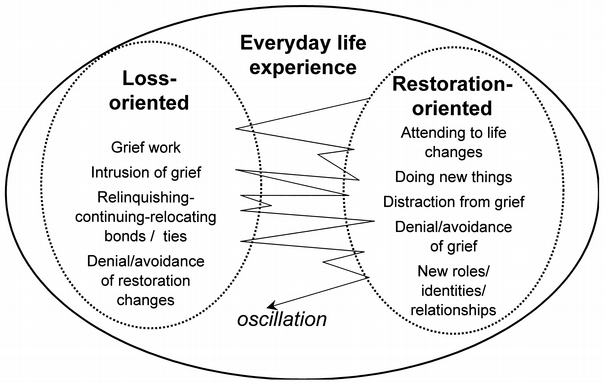 Everyday life
experience
Loss-
oriented
Grief work
Intrusion of grief
Relinquishing-
continuing-relocating
bonds / ties
Denial/avoidance
of restoration
changes
Restoration-
oriented
Attending to life
changes
Doing new things
Distraction from grief
Denial/avoidance
of grief
New roles/
identities/
relationships
oscillation